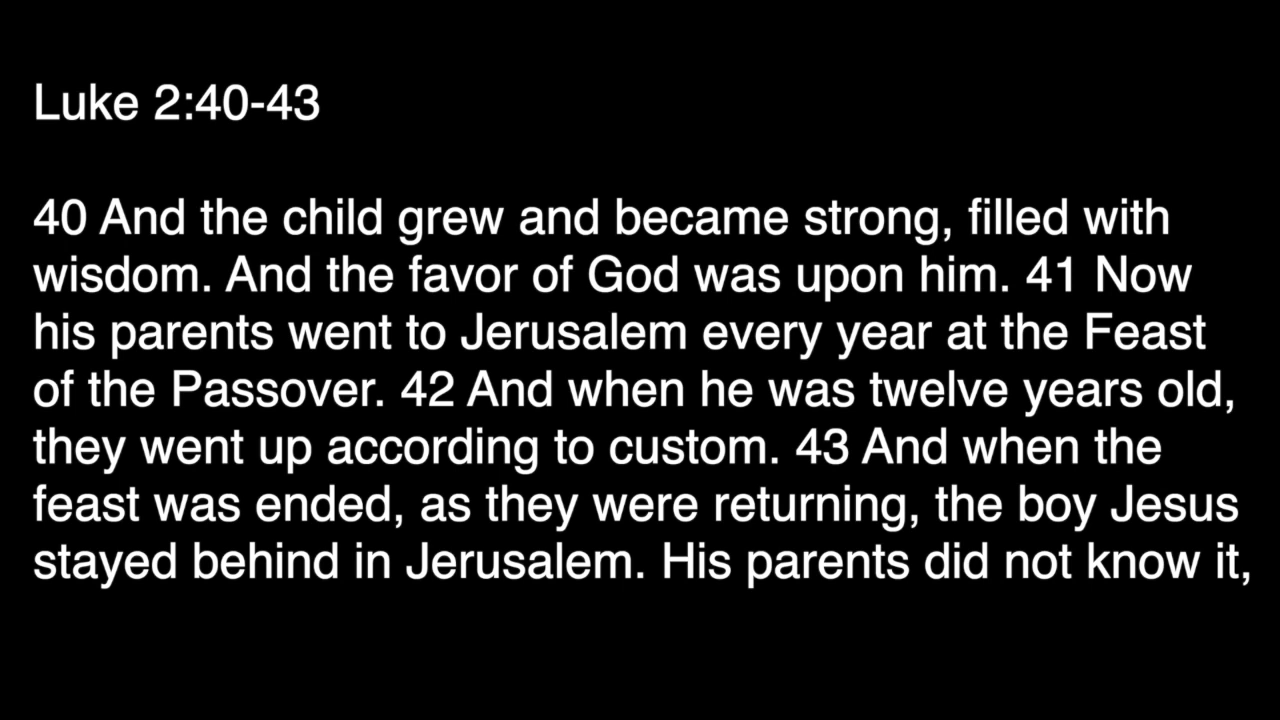 Luke 2:40-43
40 And the child grew and became strong, filled with
wisdom. And the favor of God was upon him. 41 Now
his parents went to Jerusalem every year at the Feast
of the Passover. 42 And when he was twelve years old,
they went up according to custom. 43 And when the
feast was ended, as they were returning, the boy Jesus
stayed behind in Jerusalem. His parents did not know it,